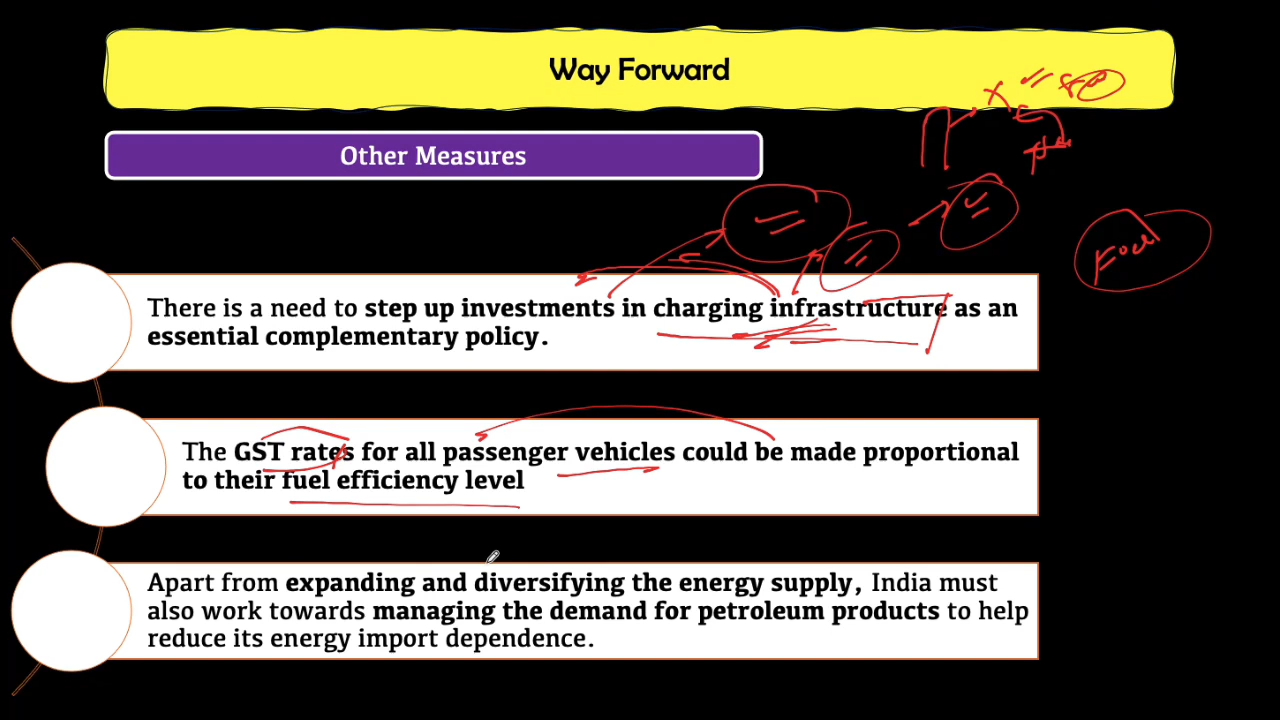 Way Forward
Other Measures
There is a need to step up investments in charging infrastructure as an
essential complementary policy.
The GST rates for all passenger vehicles could be made proportional
to their fuel efficiency level
Apart from expanding and diversifying the energy supply, India must
also work towards managing the demand for petroleum products to help
reduce its energy import dependence.